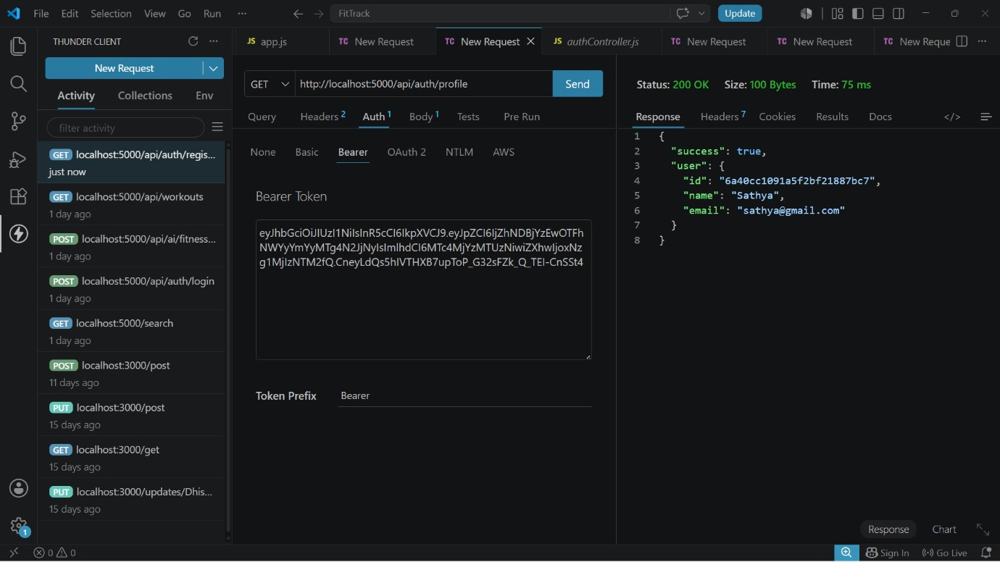 File Edit Selection View Go Run ··· FitTrack Update
THUNDER CLIENT
JS app.js
TC New Request
TC New Request
JS authController.js
TC New Request
TC New Request
TC New Reque
New Request
Activity Collections Env
filter activity
GET localhost:5000/api/auth/regis...
just now
GET localhost:5000/api/workouts
1 day ago
POST localhost:5000/api/ai/fitness...
1 day ago
POST localhost:5000/api/auth/login
1 day ago
GET localhost:5000/search
1 day ago
POST localhost:3000/post
11 days ago
PUT localhost:3000/post
15 days ago
GET localhost:3000/get
15 days ago
PUT localhost:3000/updates/Dhis...
15 days ago
1
GET http://localhost:5000/api/auth/profile Send
Query Headers 2 Auth 1 Body 1 Tests Pre Run
None Basic Bearer OAuth 2 NTLM AWS
Bearer Token
eyJhbGciOiJIUzI1NiIsInR5cCI6IkpXVCJ9.eyJpZCI6IjZhNDBjYzEwOTFh
NWYyYmYyMTg4N2JjNyIsImlhdCI6MTc4MjYzMTUzNiwiZXhwIjoxNz
g1MjIzNTM2fQ.CneyLdQs5hIVTHXB7upToP_G32sFZk_Q_TEI-CnSSt4
Token Prefix Bearer
Status: 200 OK Size: 100 Bytes Time: 75 ms
Response Headers 7 Cookies Results Docs </>
1 {
2 "success": true,
3 "user": {
4 "id": "6a40cc1091a5f2bf21887bc7",
5 "name": "Sathya",
6 "email": "sathya@gmail.com"
7 }
8 }
Response Chart
0 0 Sign In Go Live